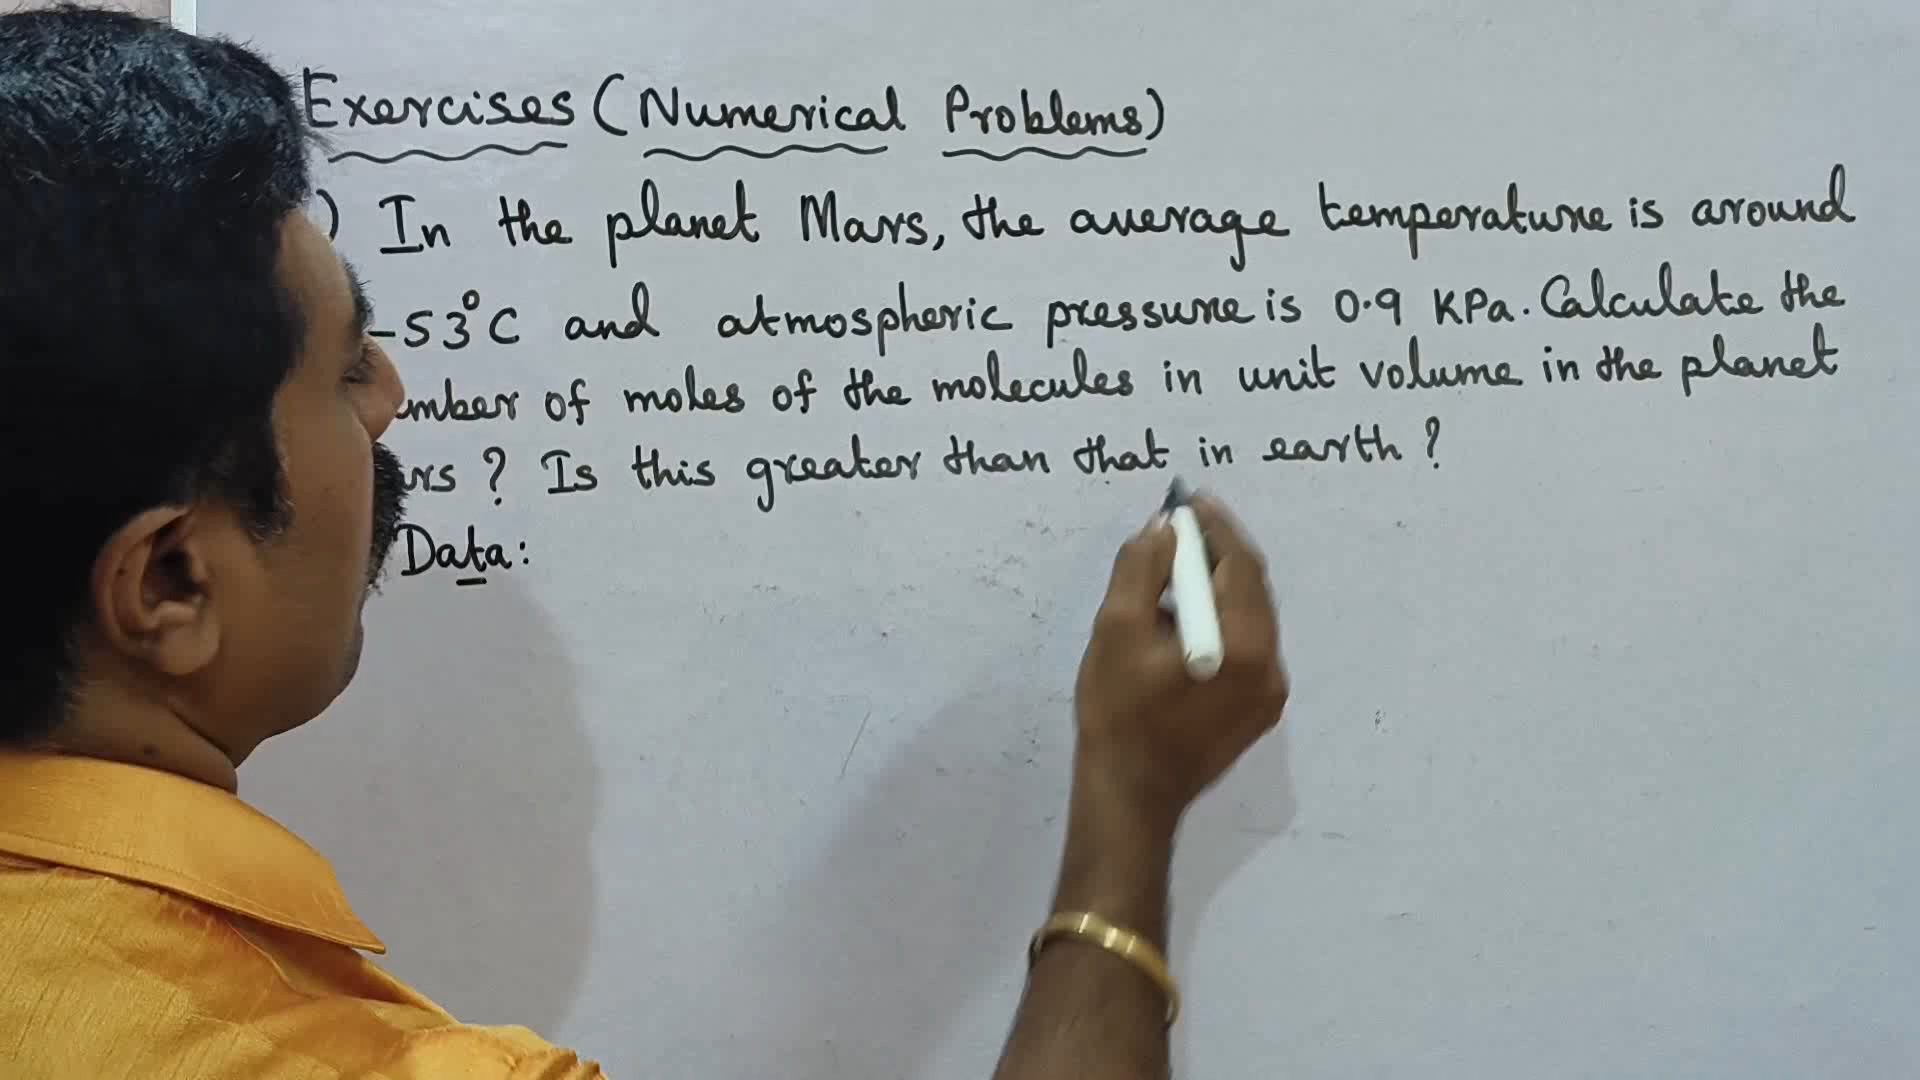 Exercises (Numerical Problems)
) In the planet Mars, the average temperature is around
-53°C and atmospheric pressure is 0.9 KPa. Calculate the
mber of moles of the molecules in unit volume in the planet
rs ? Is this greater than that in earth ?
Data: